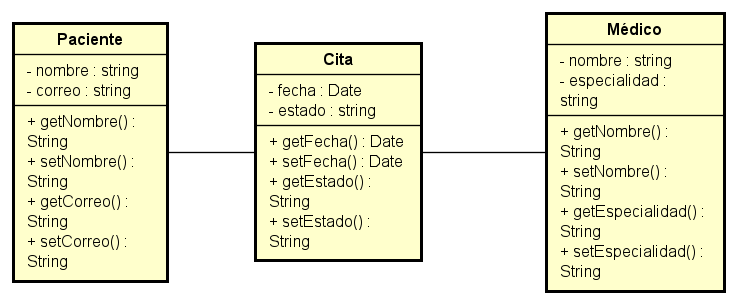 Paciente
- nombre : string
- correo : string
+ getNombre() :
String
+ setNombre() :
String
+ getCorreo() :
String
+ setCorreo() :
String
Cita
- fecha : Date
- estado : string
+ getFecha() : Date
+ setFecha() : Date
+ getEstado() :
String
+ setEstado() :
String
Médico
- nombre : string
- especialidad :
string
+ getNombre() :
String
+ setNombre() :
String
+ getEspecialidad() :
String
+ setEspecialidad() :
String